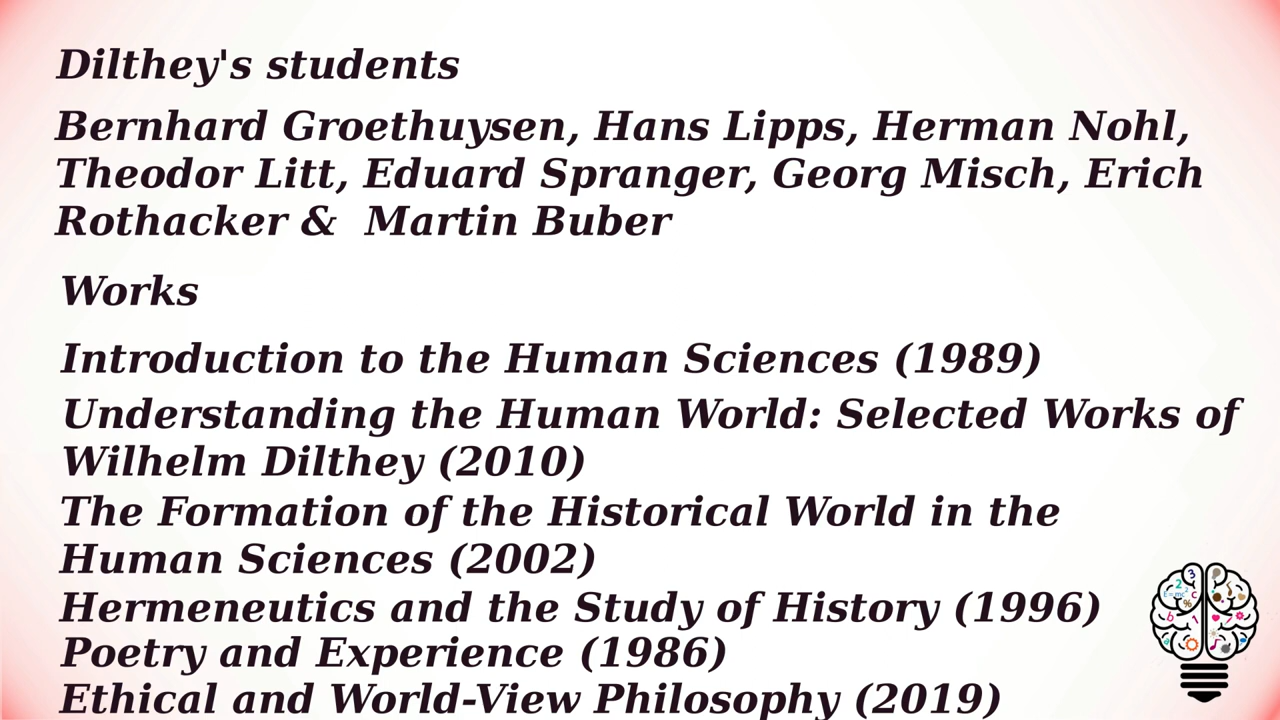 Dilthey's students
Bernhard Groethuysen, Hans Lipps, Herman Nohl,
Theodor Litt, Eduard Spranger, Georg Misch, Erich
Rothacker &  Martin Buber
Works
Introduction to the Human Sciences (1989)
Understanding the Human World: Selected Works of
Wilhelm Dilthey (2010)
The Formation of the Historical World in the
Human Sciences (2002)
Hermeneutics and the Study of History (1996)
Poetry and Experience (1986)
Ethical and World-View Philosophy (2019)